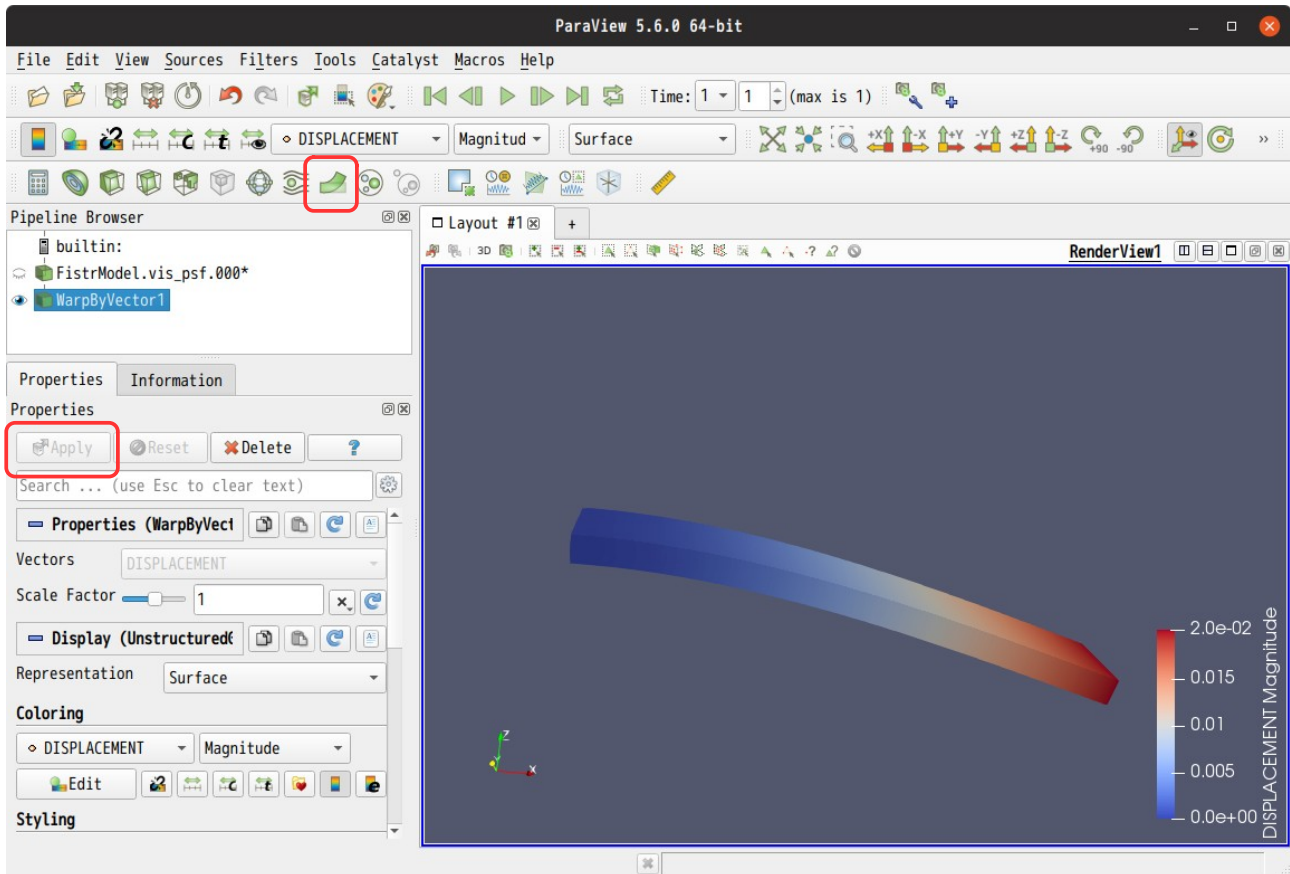 ParaView 5.6.0 64-bit
File Edit View Sources Filters Tools Catalyst Macros Help
Time: 1 1 (max is 1)
DISPLACEMENT Magnitud Surface +X -X +Y -Y +Z -Z +90 -90 »
Pipeline Browser
Layout #1 +
builtin:
3D
RenderView1
FistrModel.vis_psf.000*
WarpByVector1
Properties Information
Properties
Apply Reset Delete ?
Search ... (use Esc to clear text)
Properties (WarpByVect
Vectors DISPLACEMENT
Scale Factor 1
Display (Unstructured
Representation Surface
Coloring
DISPLACEMENT Magnitude
Edit
Styling
Z
Y
X
2.0e-02
0.015
0.01
0.005
0.0e+00
DISPLACEMENT Magnitude